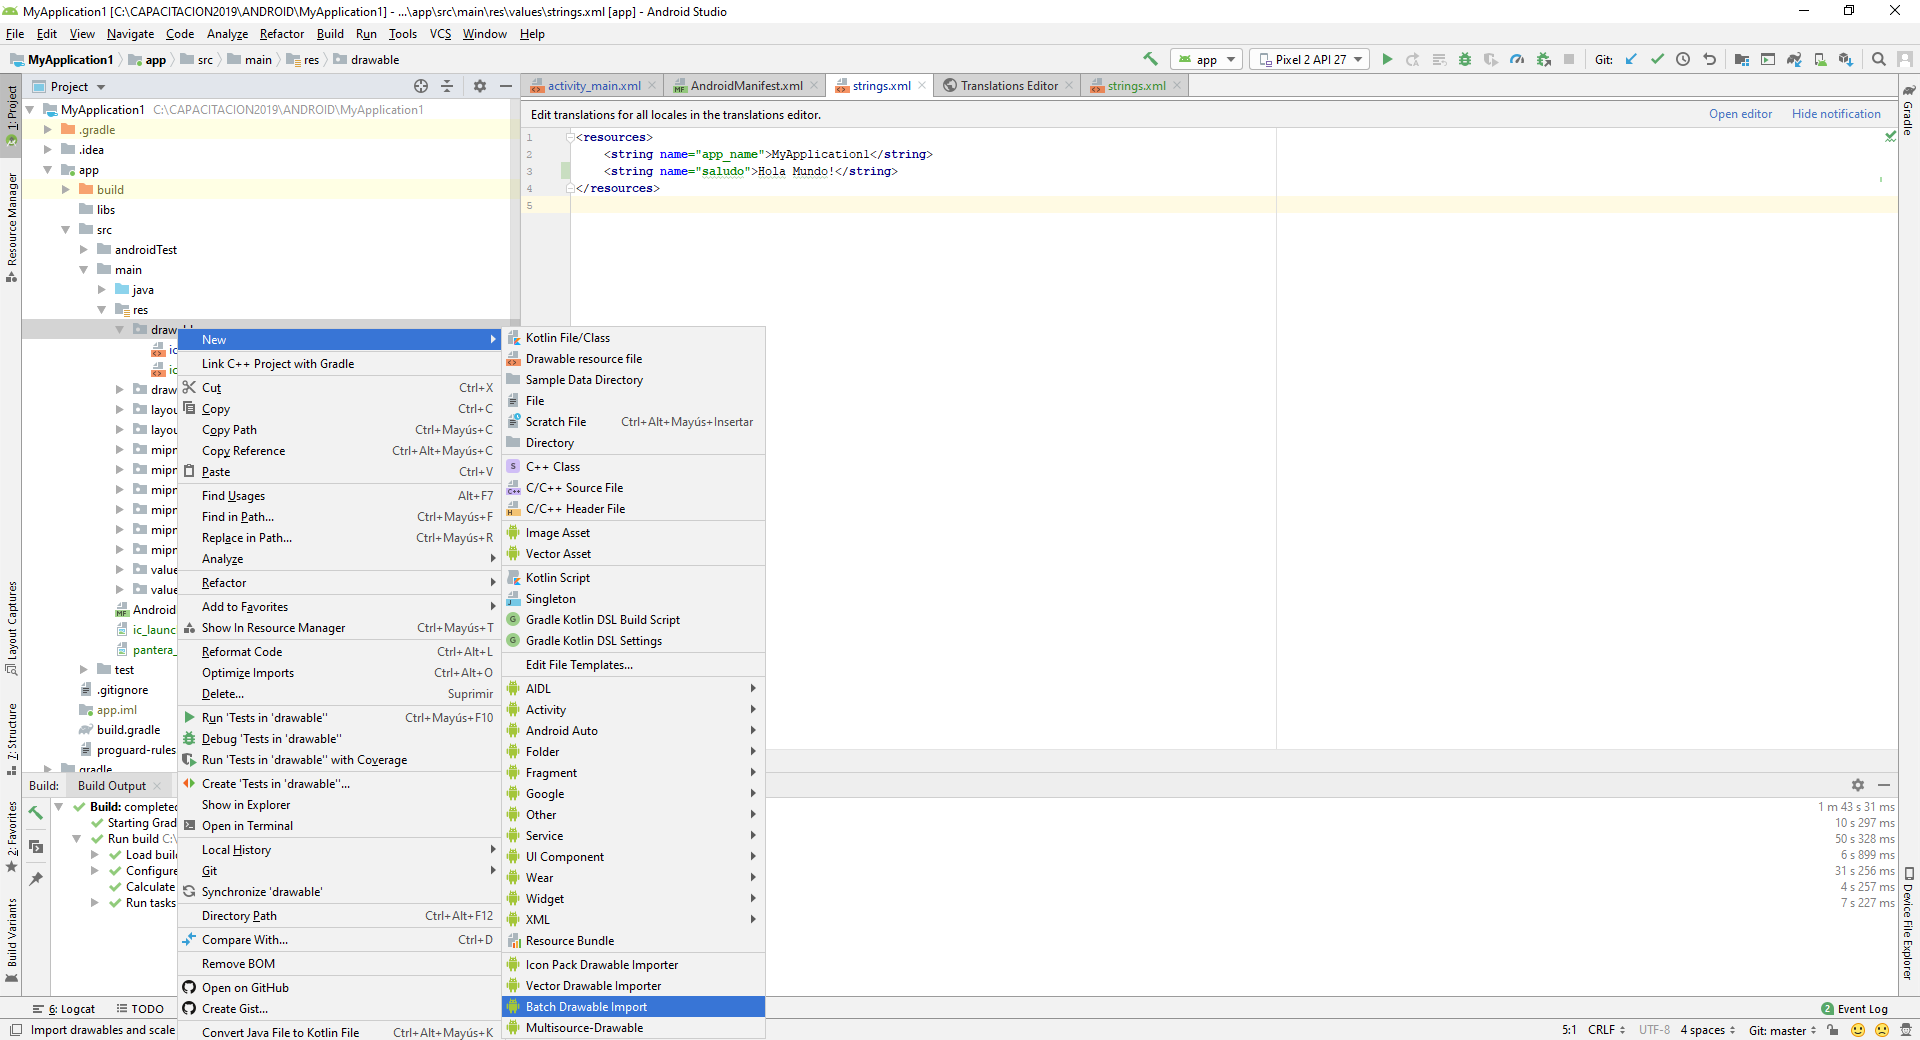 MyApplication1 [C:\CAPACITACION2019\ANDROID\MyApplication1] - ...\app\src\main\res\values\strings.xml [app] - Android Studio
File Edit View Navigate Code Analyze Refactor Build Run Tools VCS Window Help
MyApplication1 app src main res drawable
app Pixel 2 API 27 Git:
Project
activity_main.xml AndroidManifest.xml strings.xml Translations Editor strings.xml
1: Project
Resource Manager
Layout Captures
7: Structure
2: Favorites
Build Variants
Gradle
Device File Explorer
MyApplication1 C:\CAPACITACION2019\ANDROID\MyApplication1
.gradle
.idea
app
build
libs
src
androidTest
main
java
res
drawabl
ic
ic
draw
layou
layou
mipn
mipn
mipn
mipn
mipn
mipn
value
value
Android
ic_launc
pantera_
test
.gitignore
app.iml
build.gradle
proguard-rules
gradle
Edit translations for all locales in the translations editor. Open editor Hide notification
1 <resources>
2 <string name="app_name">MyApplication1</string>
3 <string name="saludo">Hola Mundo!</string>
4 </resources>
5
New
Link C++ Project with Gradle
Cut Ctrl+X
Copy Ctrl+C
Copy Path Ctrl+Mayús+C
Copy Reference Ctrl+Alt+Mayús+C
Paste Ctrl+V
Find Usages Alt+F7
Find in Path... Ctrl+Mayús+F
Replace in Path... Ctrl+Mayús+R
Analyze
Refactor
Add to Favorites
Show In Resource Manager Ctrl+Mayús+T
Reformat Code Ctrl+Alt+L
Optimize Imports Ctrl+Alt+O
Delete... Suprimir
Run 'Tests in 'drawable'' Ctrl+Mayús+F10
Debug 'Tests in 'drawable''
Run 'Tests in 'drawable'' with Coverage
Create 'Tests in 'drawable''...
Show in Explorer
Open in Terminal
Local History
Git
Synchronize 'drawable'
Directory Path Ctrl+Alt+F12
Compare With... Ctrl+D
Remove BOM
Open on GitHub
Create Gist...
Convert Java File to Kotlin File Ctrl+Alt+Mayús+K
Kotlin File/Class
Drawable resource file
Sample Data Directory
File
Scratch File Ctrl+Alt+Mayús+Insertar
Directory
C++ Class
C/C++ Source File
C/C++ Header File
Image Asset
Vector Asset
Kotlin Script
Singleton
Gradle Kotlin DSL Build Script
Gradle Kotlin DSL Settings
Edit File Templates...
AIDL
Activity
Android Auto
Folder
Fragment
Google
Other
Service
UI Component
Wear
Widget
XML
Resource Bundle
Icon Pack Drawable Importer
Vector Drawable Importer
Batch Drawable Import
Multisource-Drawable
Build: Build Output
Build: completed 1 m 43 s 31 ms
Starting Grad 10 s 297 ms
Run build C:\ 50 s 328 ms
Load buil 6 s 899 ms
Configure 31 s 256 ms
Calculate 4 s 257 ms
Run tasks 7 s 227 ms
6: Logcat TODO 2 Event Log
Import drawables and scale 5:1 CRLF UTF-8 4 spaces Git: master